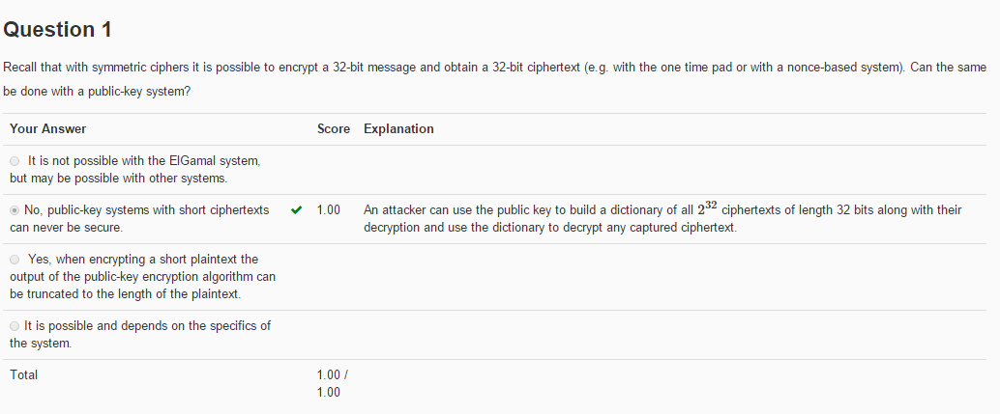 Question 1
Recall that with symmetric ciphers it is possible to encrypt a 32-bit message and obtain a 32-bit ciphertext (e.g. with the one time pad or with a nonce-based system). Can the same
be done with a public-key system?
Your Answer Score Explanation
It is not possible with the ElGamal system,
but may be possible with other systems.
No, public-key systems with short ciphertexts
can never be secure.
✔ 1.00
An attacker can use the public key to build a dictionary of all 2^32 ciphertexts of length 32 bits along with their
decryption and use the dictionary to decrypt any captured ciphertext.
Yes, when encrypting a short plaintext the
output of the public-key encryption algorithm can
be truncated to the length of the plaintext.
It is possible and depends on the specifics of
the system.
Total
1.00 /
1.00